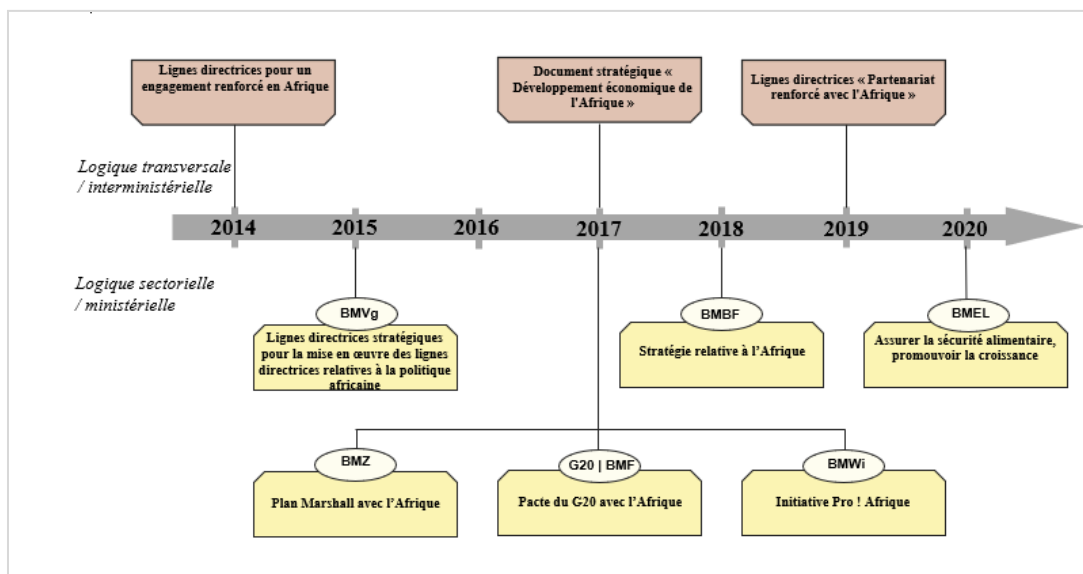 Lignes directrices pour un
engagement renforcé en Afrique
Document stratégique «
Développement économique de
l'Afrique »
Lignes directrices « Partenariat
renforcé avec l'Afrique »
Logique transversale
/ interministérielle
2014 2015 2016 2017 2018 2019 2020
Logique sectorielle
/ ministérielle
BMVg
Lignes directrices stratégiques
pour la mise en œuvre des lignes
directrices relatives à la politique
africaine
BMBF
Stratégie relative à l’Afrique
BMEL
Assurer la sécurité alimentaire,
promouvoir la croissance
BMZ
Plan Marshall avec l’Afrique
G20 | BMF
Pacte du G20 avec l’Afrique
BMWi
Initiative Pro ! Afrique